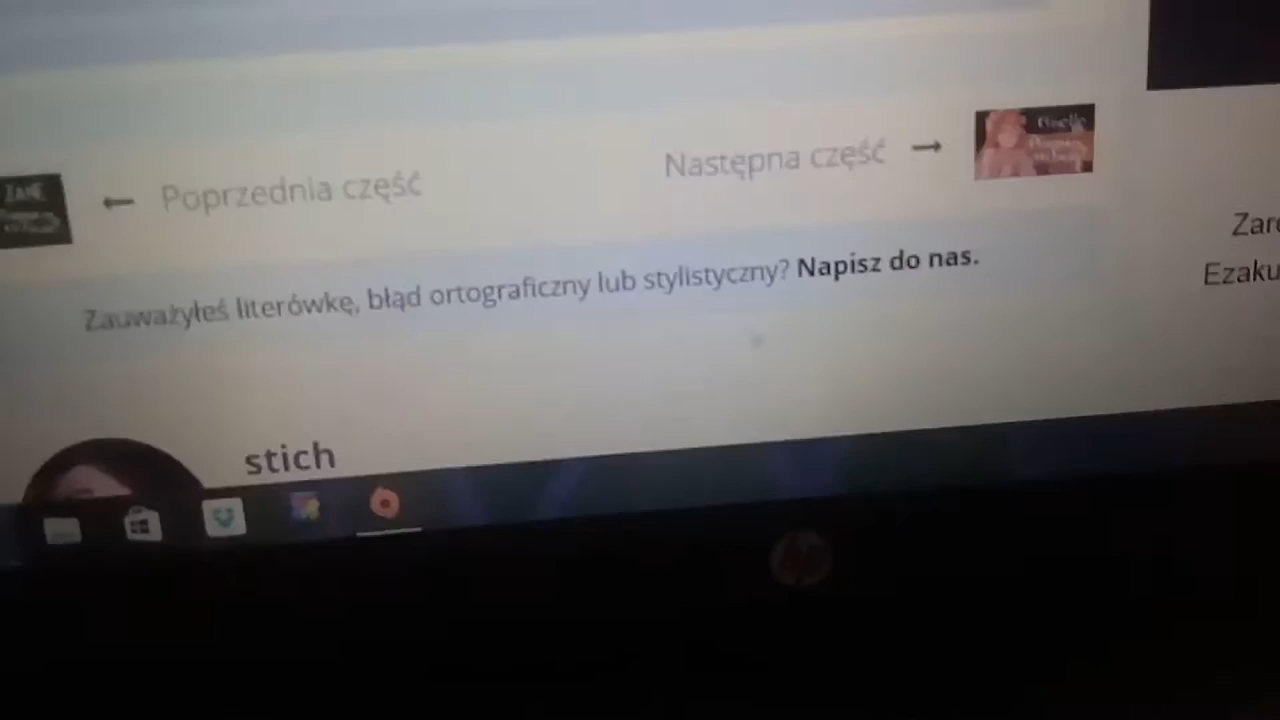 Następna część →
← Poprzednia część
Zauważyłeś literówkę, błąd ortograficzny lub stylistyczny? Napisz do nas.
stich